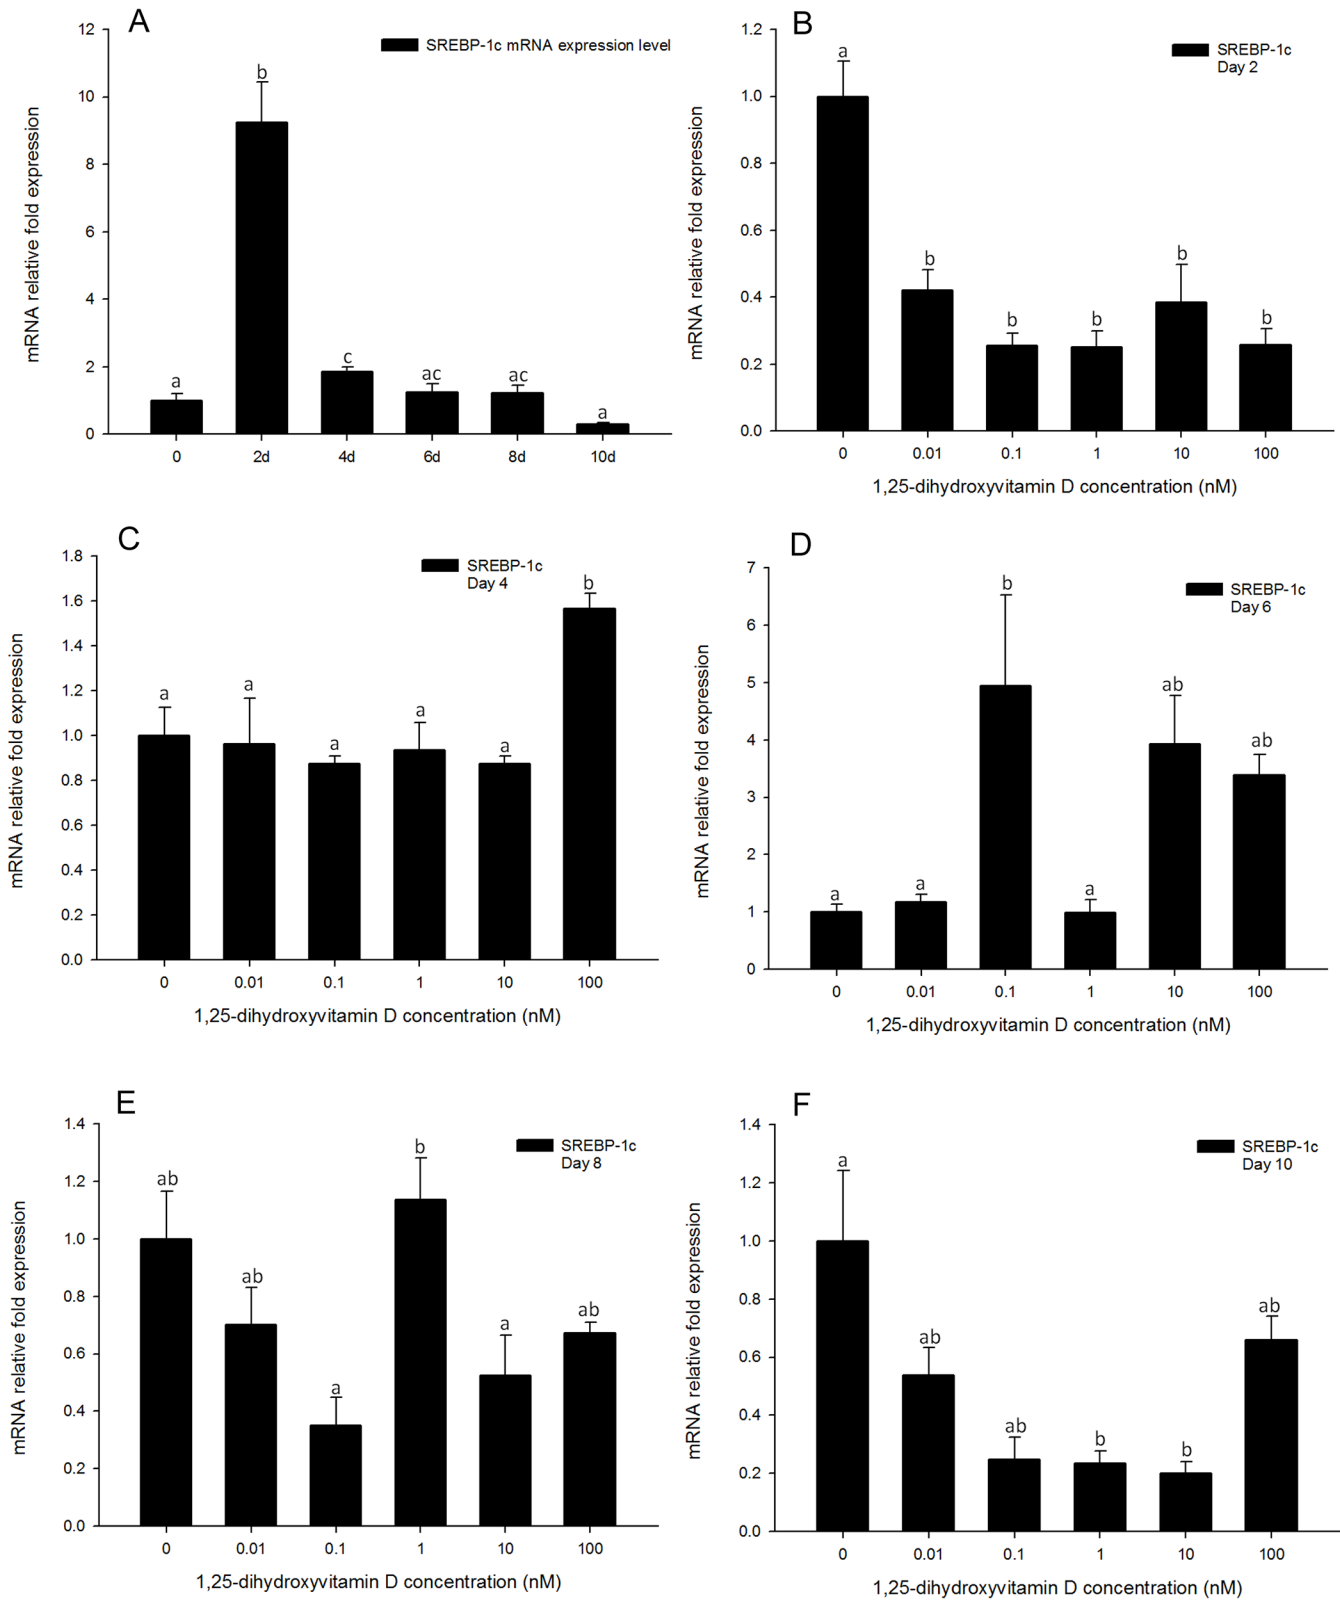 A
SREBP-1c mRNA expression level
mRNA relative fold expression
12
10
8
6
4
2
0
a
b
c
ac
ac
a
0 2d 4d 6d 8d 10d
B
SREBP-1c
Day 2
mRNA relative fold expression
1.2
1.0
0.8
0.6
0.4
0.2
0.0
a
b
b
b
b
b
0 0.01 0.1 1 10 100
1,25-dihydroxyvitamin D concentration (nM)
C
SREBP-1c
Day 4
mRNA relative fold expression
1.8
1.6
1.4
1.2
1.0
0.8
0.6
0.4
0.2
0.0
a
a
a
a
a
b
0 0.01 0.1 1 10 100
1,25-dihydroxyvitamin D concentration (nM)
D
SREBP-1c
Day 6
mRNA relative fold expression
7
6
5
4
3
2
1
0
a
a
b
a
ab
ab
0 0.01 0.1 1 10 100
1,25-dihydroxyvitamin D concentration (nM)
E
SREBP-1c
Day 8
mRNA relative fold expression
1.4
1.2
1.0
0.8
0.6
0.4
0.2
0.0
ab
ab
a
b
a
ab
0 0.01 0.1 1 10 100
1,25-dihydroxyvitamin D concentration (nM)
F
SREBP-1c
Day 10
mRNA relative fold expression
1.4
1.2
1.0
0.8
0.6
0.4
0.2
0.0
a
ab
ab
b
b
ab
0 0.01 0.1 1 10 100
1,25-dihydroxyvitamin D concentration (nM)